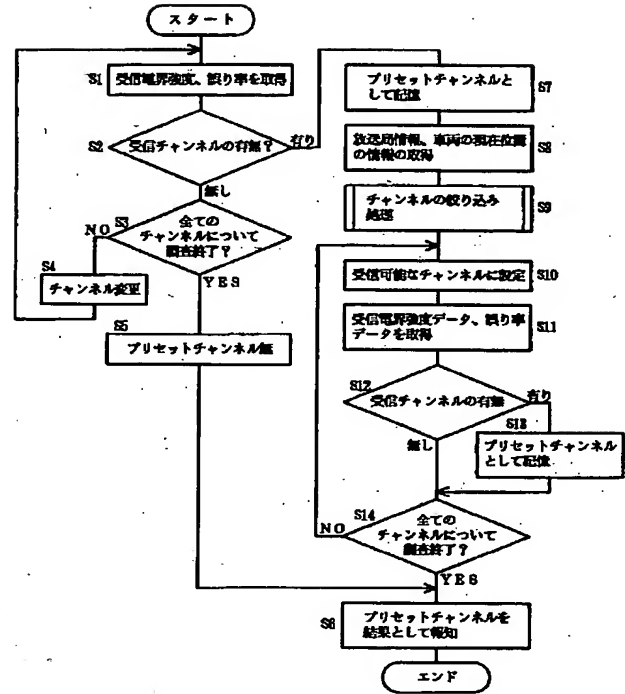 スタート
S1
受信電界強度、誤り率を取得
S2
受信チャンネルの有無?
有り
無し
S3
全ての
チャンネルについて
調査終了?
NO
YES
S4
チャンネル変更
S5
プリセットチャンネル無
プリセットチャンネルと
して記憶
S7
放送局情報、車両の現在位置
の情報の取得
S8
チャンネルの絞り込み
処理
S9
受信可能なチャンネルに設定
S10
受信電界強度データ、誤り率
データを取得
S11
S12
受信チャンネルの有無
有り
無し
S13
プリセットチャンネル
として記憶
S14
全ての
チャンネルについて
調査終了?
NO
YES
S6
プリセットチャンネルを
結果として報知
エンド